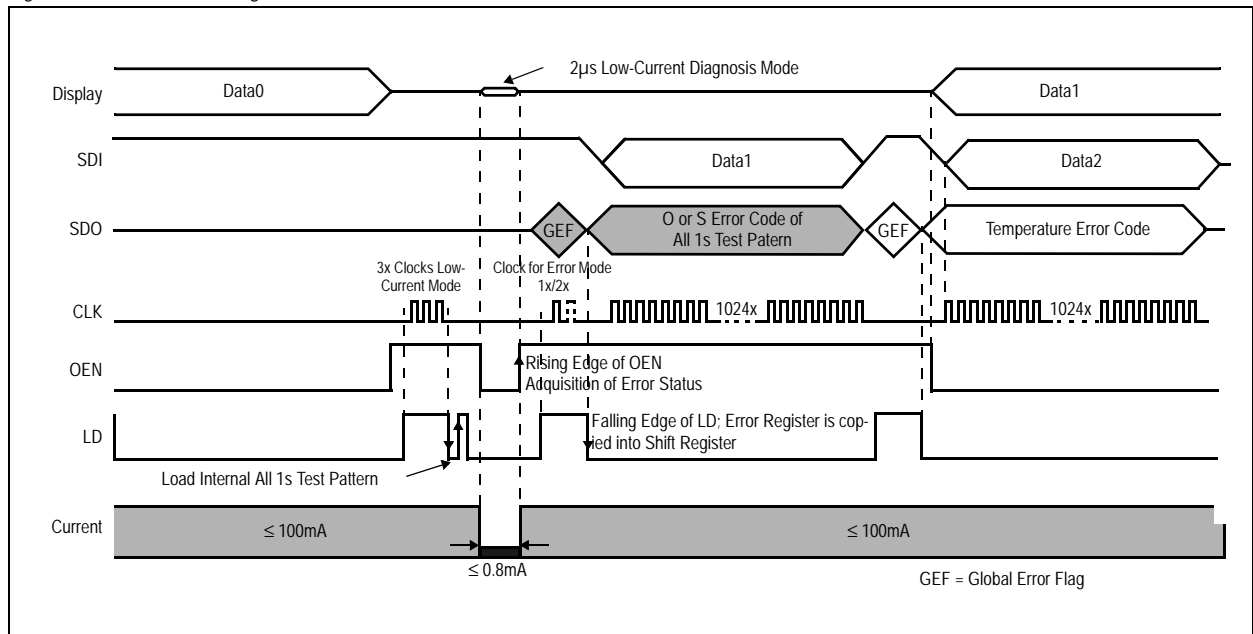 2µs Low-Current Diagnosis Mode
Display
Data0
Data1
SDI
Data1
Data2
SDO
GEF
O or S Error Code of
All 1s Test Patern
GEF
Temperature Error Code
3x Clocks Low-
Current Mode
Clock for Error Mode
1x/2x
CLK
1024x
1024x
OEN
Rising Edge of OEN
Acquisition of Error Status
LD
Falling Edge of LD; Error Register is cop-
ied into Shift Register
Load Internal All 1s Test Pattern
Current
≤ 100mA
≤ 100mA
≤ 0.8mA
GEF = Global Error Flag